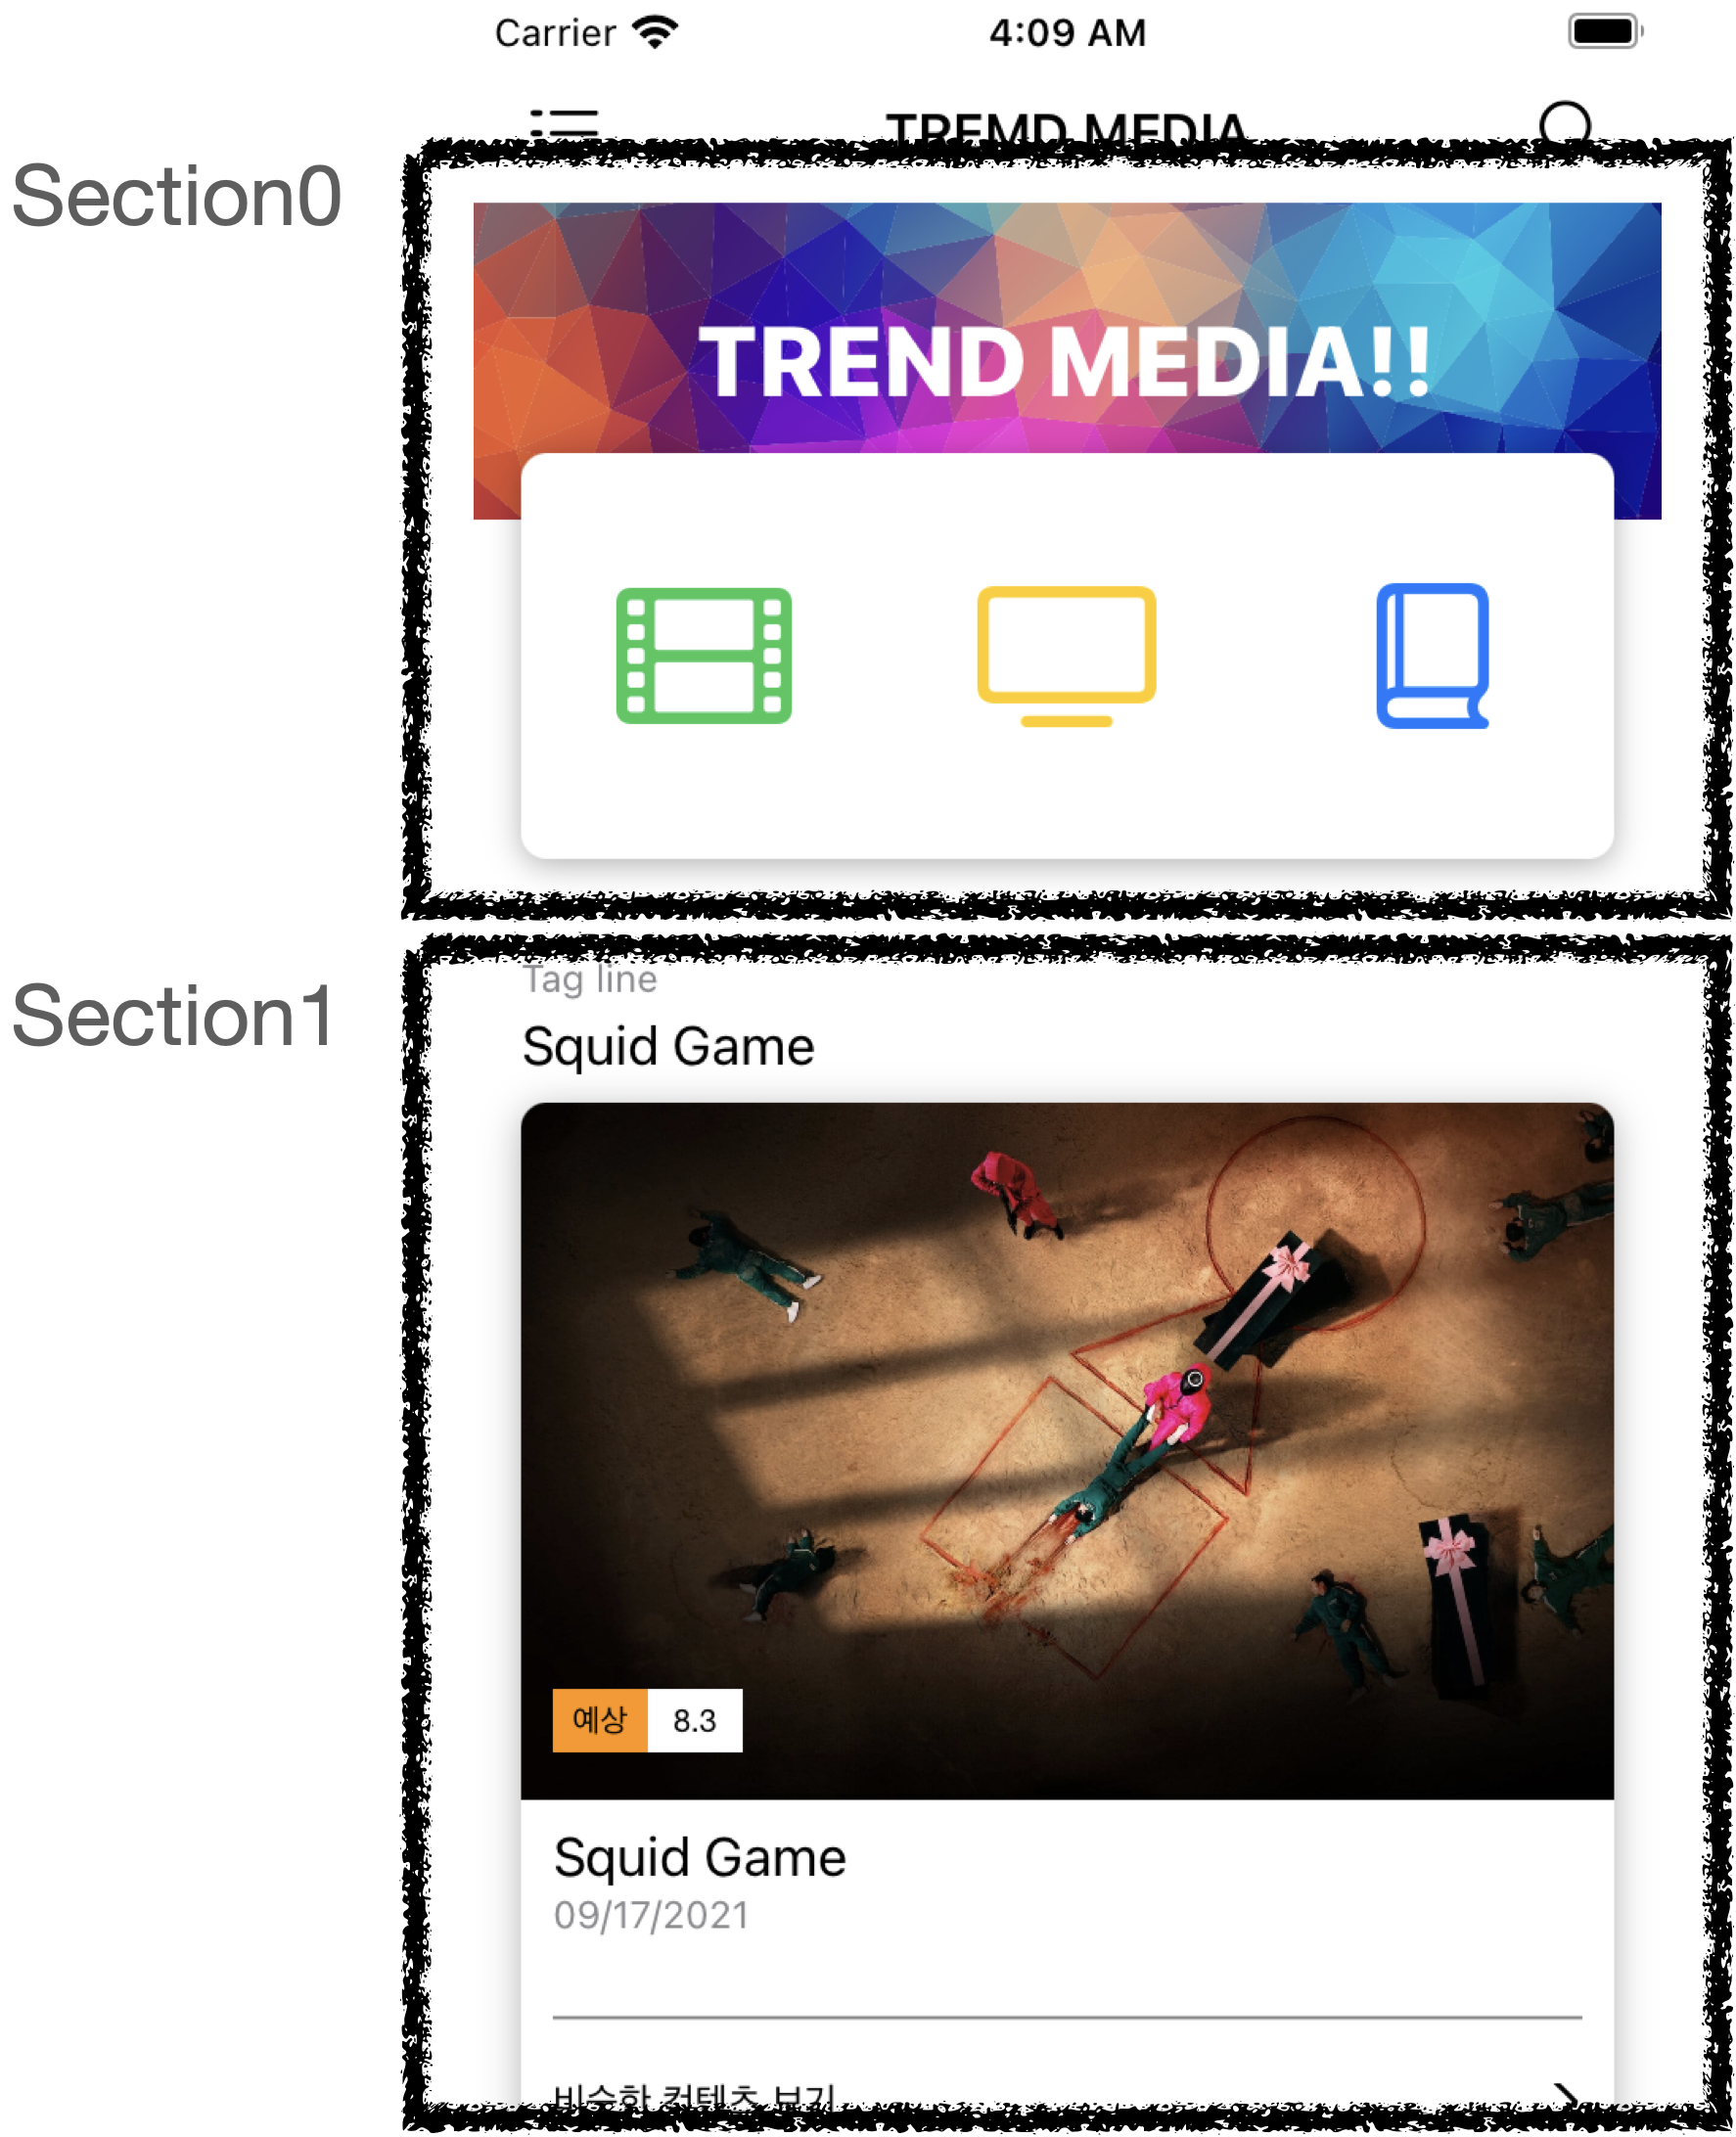 Carrier 4:09 AM
TREMD MEDIA
Section0
TREND MEDIA!!
Section1
Tag line
Squid Game
예상 8.3
Squid Game
09/17/2021
비슷한 컨텐츠 보기